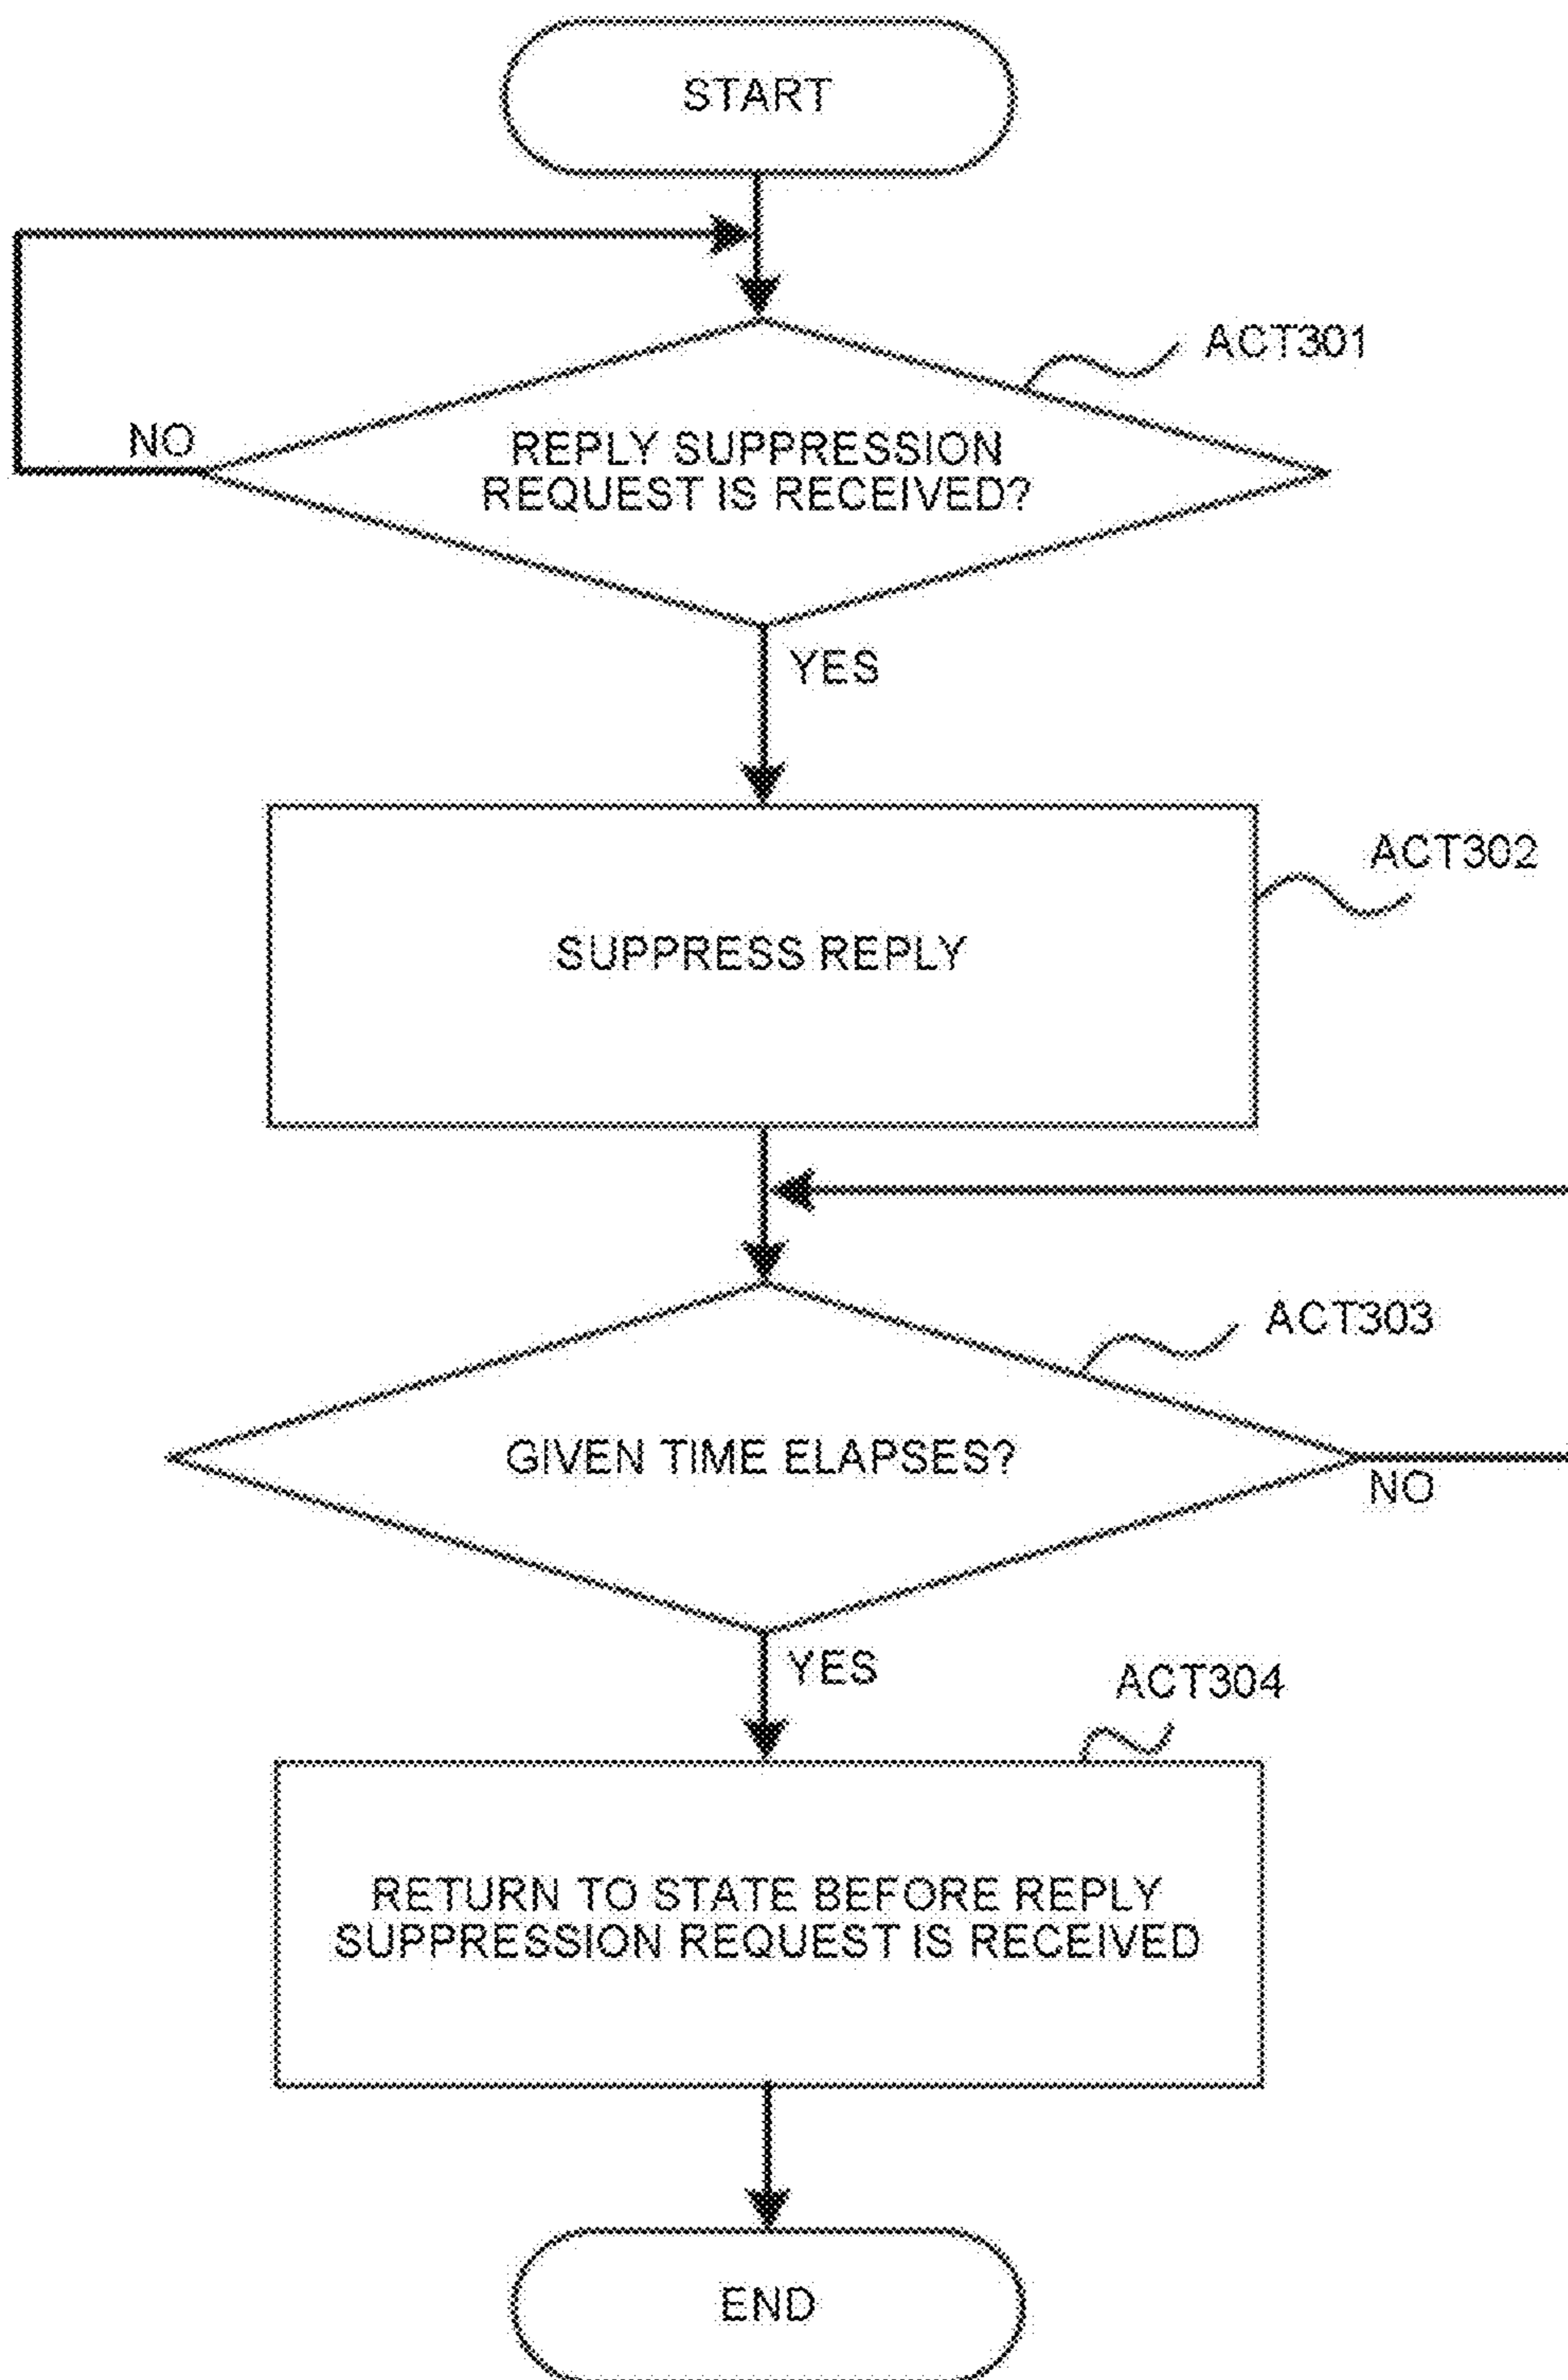 START
ACT301
NO
REPLY SUPPRESSION
REQUEST IS RECEIVED?
YES
ACT302
SUPPRESS REPLY
ACT303
GIVEN TIME ELAPSES?
NO
YES
ACT304
RETURN TO STATE BEFORE REPLY
SUPPRESSION REQUEST IS RECEIVED
END